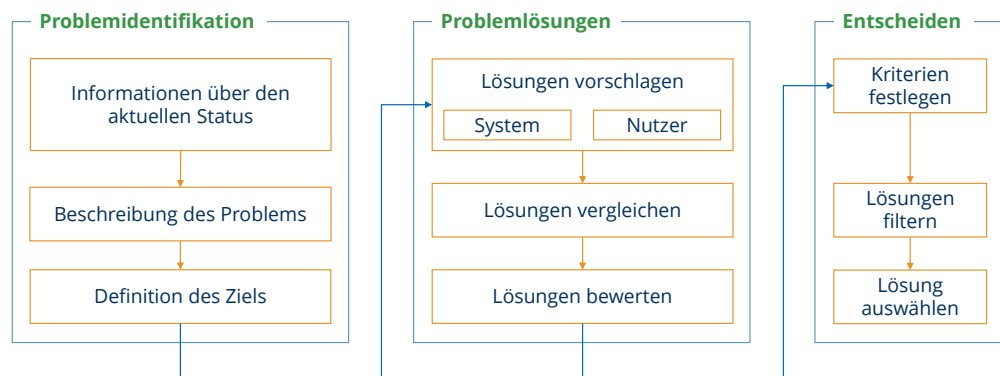 Problemidentifikation
Informationen über den
aktuellen Status
Beschreibung des Problems
Definition des Ziels
Problemlösungen
Lösungen vorschlagen
System
Nutzer
Lösungen vergleichen
Lösungen bewerten
Entscheiden
Kriterien
festlegen
Lösungen
filtern
Lösung
auswählen